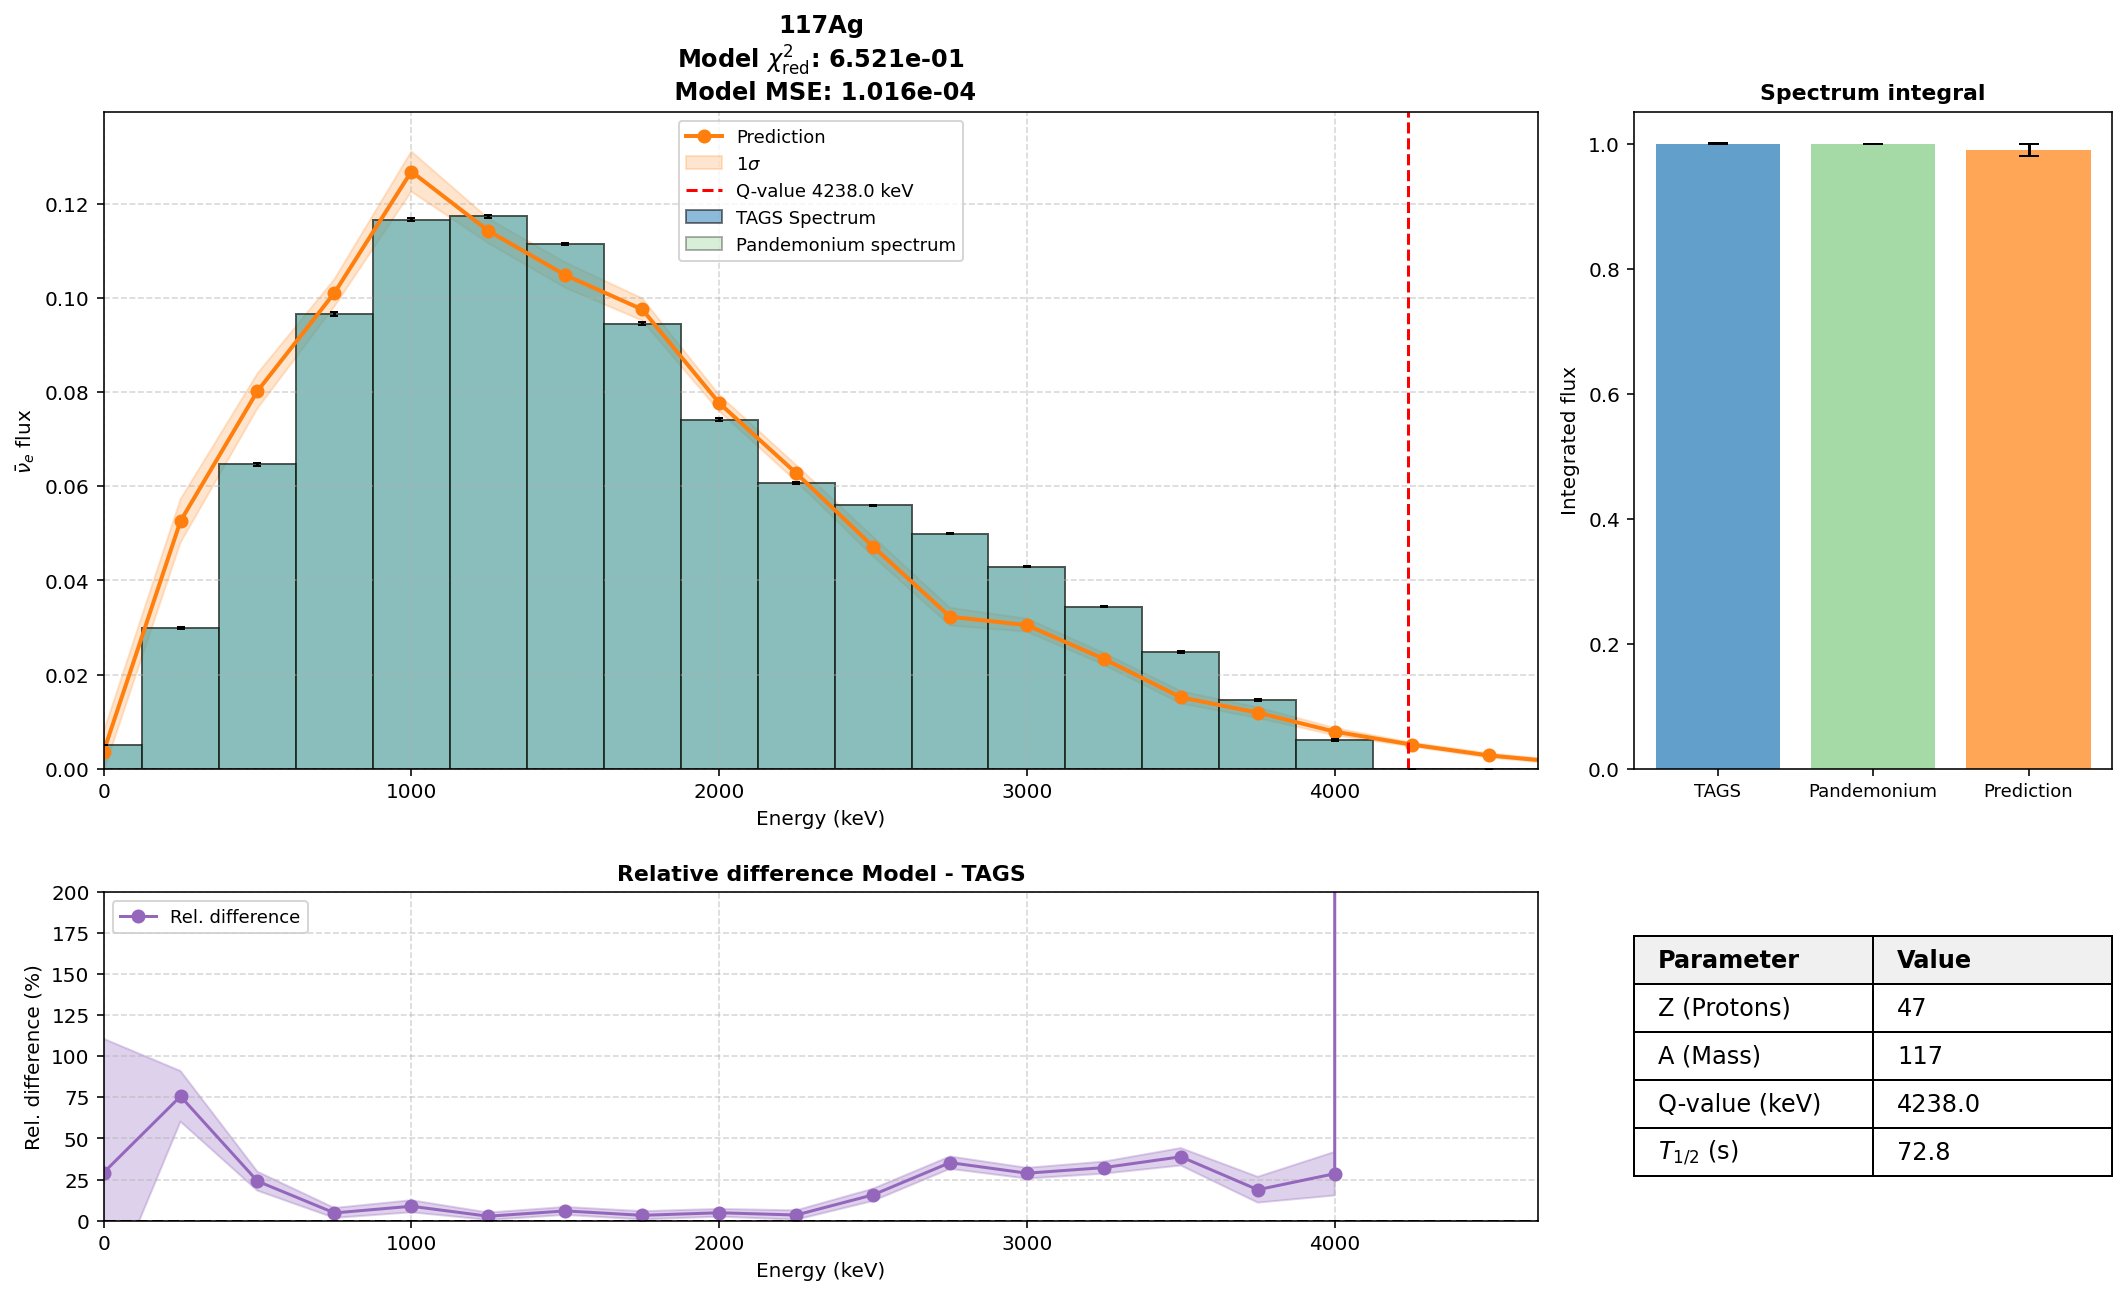 117Ag
Model χ²red: 6.521e-01
Model MSE: 1.016e-04
Prediction
1σ
Q-value 4238.0 keV
TAGS Spectrum
Pandemonium spectrum
ν̄e flux
0.00
0.02
0.04
0.06
0.08
0.10
0.12
0 1000 2000 3000 4000
Energy (keV)
Spectrum integral
Integrated flux
1.0
0.8
0.6
0.4
0.2
0.0
TAGS Pandemonium Prediction
Relative difference Model - TAGS
Rel. difference
Rel. difference (%)
200
175
150
125
100
75
50
25
0
0 1000 2000 3000 4000
Energy (keV)
Parameter Value
Z (Protons) 47
A (Mass) 117
Q-value (keV) 4238.0
T1/2 (s) 72.8